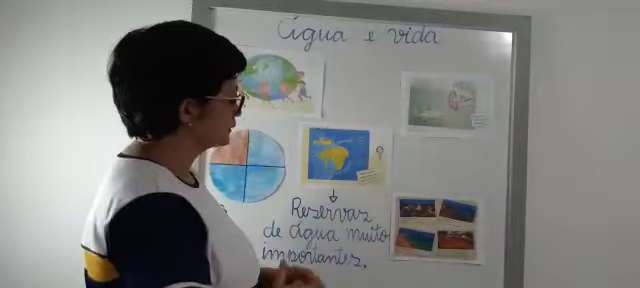 Água e vida
Reservas
de água muito
importantes.